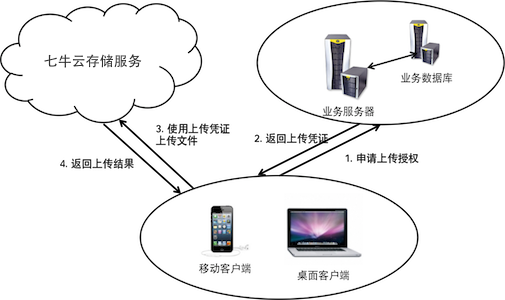 七牛云存储服务
业务数据库
业务服务器
3. 使用上传凭证
上传文件
2. 返回上传凭证
4. 返回上传结果
1. 申请上传授权
移动客户端
桌面客户端